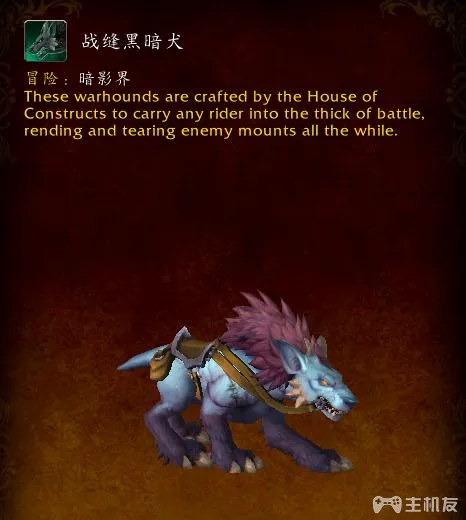 战缝黑暗犬
冒险：暗影界
These warhounds are crafted by the House of
Constructs to carry any rider into the thick of battle,
rending and tearing enemy mounts all the while.
主机友